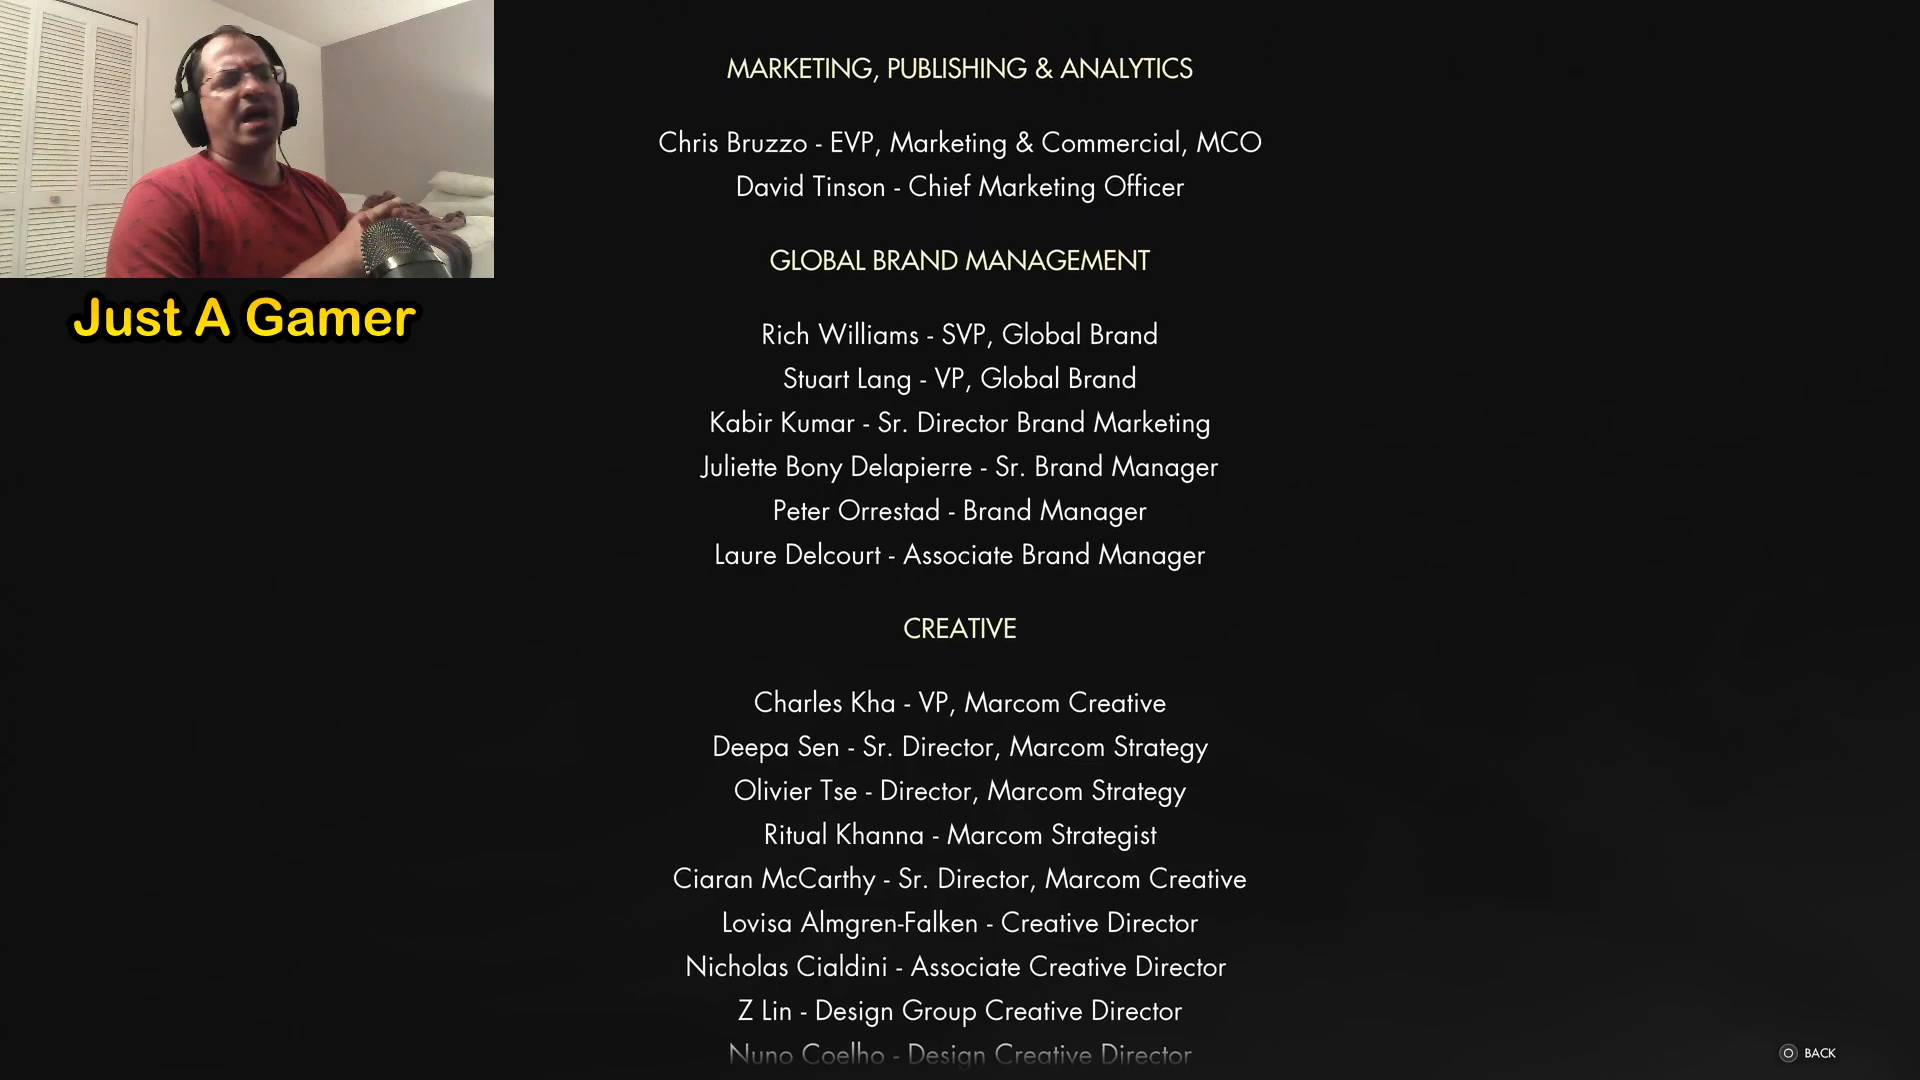 MARKETING, PUBLISHING & ANALYTICS
Chris Bruzzo - EVP, Marketing & Commercial, MCO
David Tinson - Chief Marketing Officer
GLOBAL BRAND MANAGEMENT
Just A Gamer
Rich Williams - SVP, Global Brand
Stuart Lang - VP, Global Brand
Kabir Kumar - Sr. Director Brand Marketing
Juliette Bony Delapierre - Sr. Brand Manager
Peter Orrestad - Brand Manager
Laure Delcourt - Associate Brand Manager
CREATIVE
Charles Kha - VP, Marcom Creative
Deepa Sen - Sr. Director, Marcom Strategy
Olivier Tse - Director, Marcom Strategy
Ritual Khanna - Marcom Strategist
Ciaran McCarthy - Sr. Director, Marcom Creative
Lovisa Almgren-Falken - Creative Director
Nicholas Cialdini - Associate Creative Director
Z Lin - Design Group Creative Director
Nuno Coelho - Design Creative Director
BACK